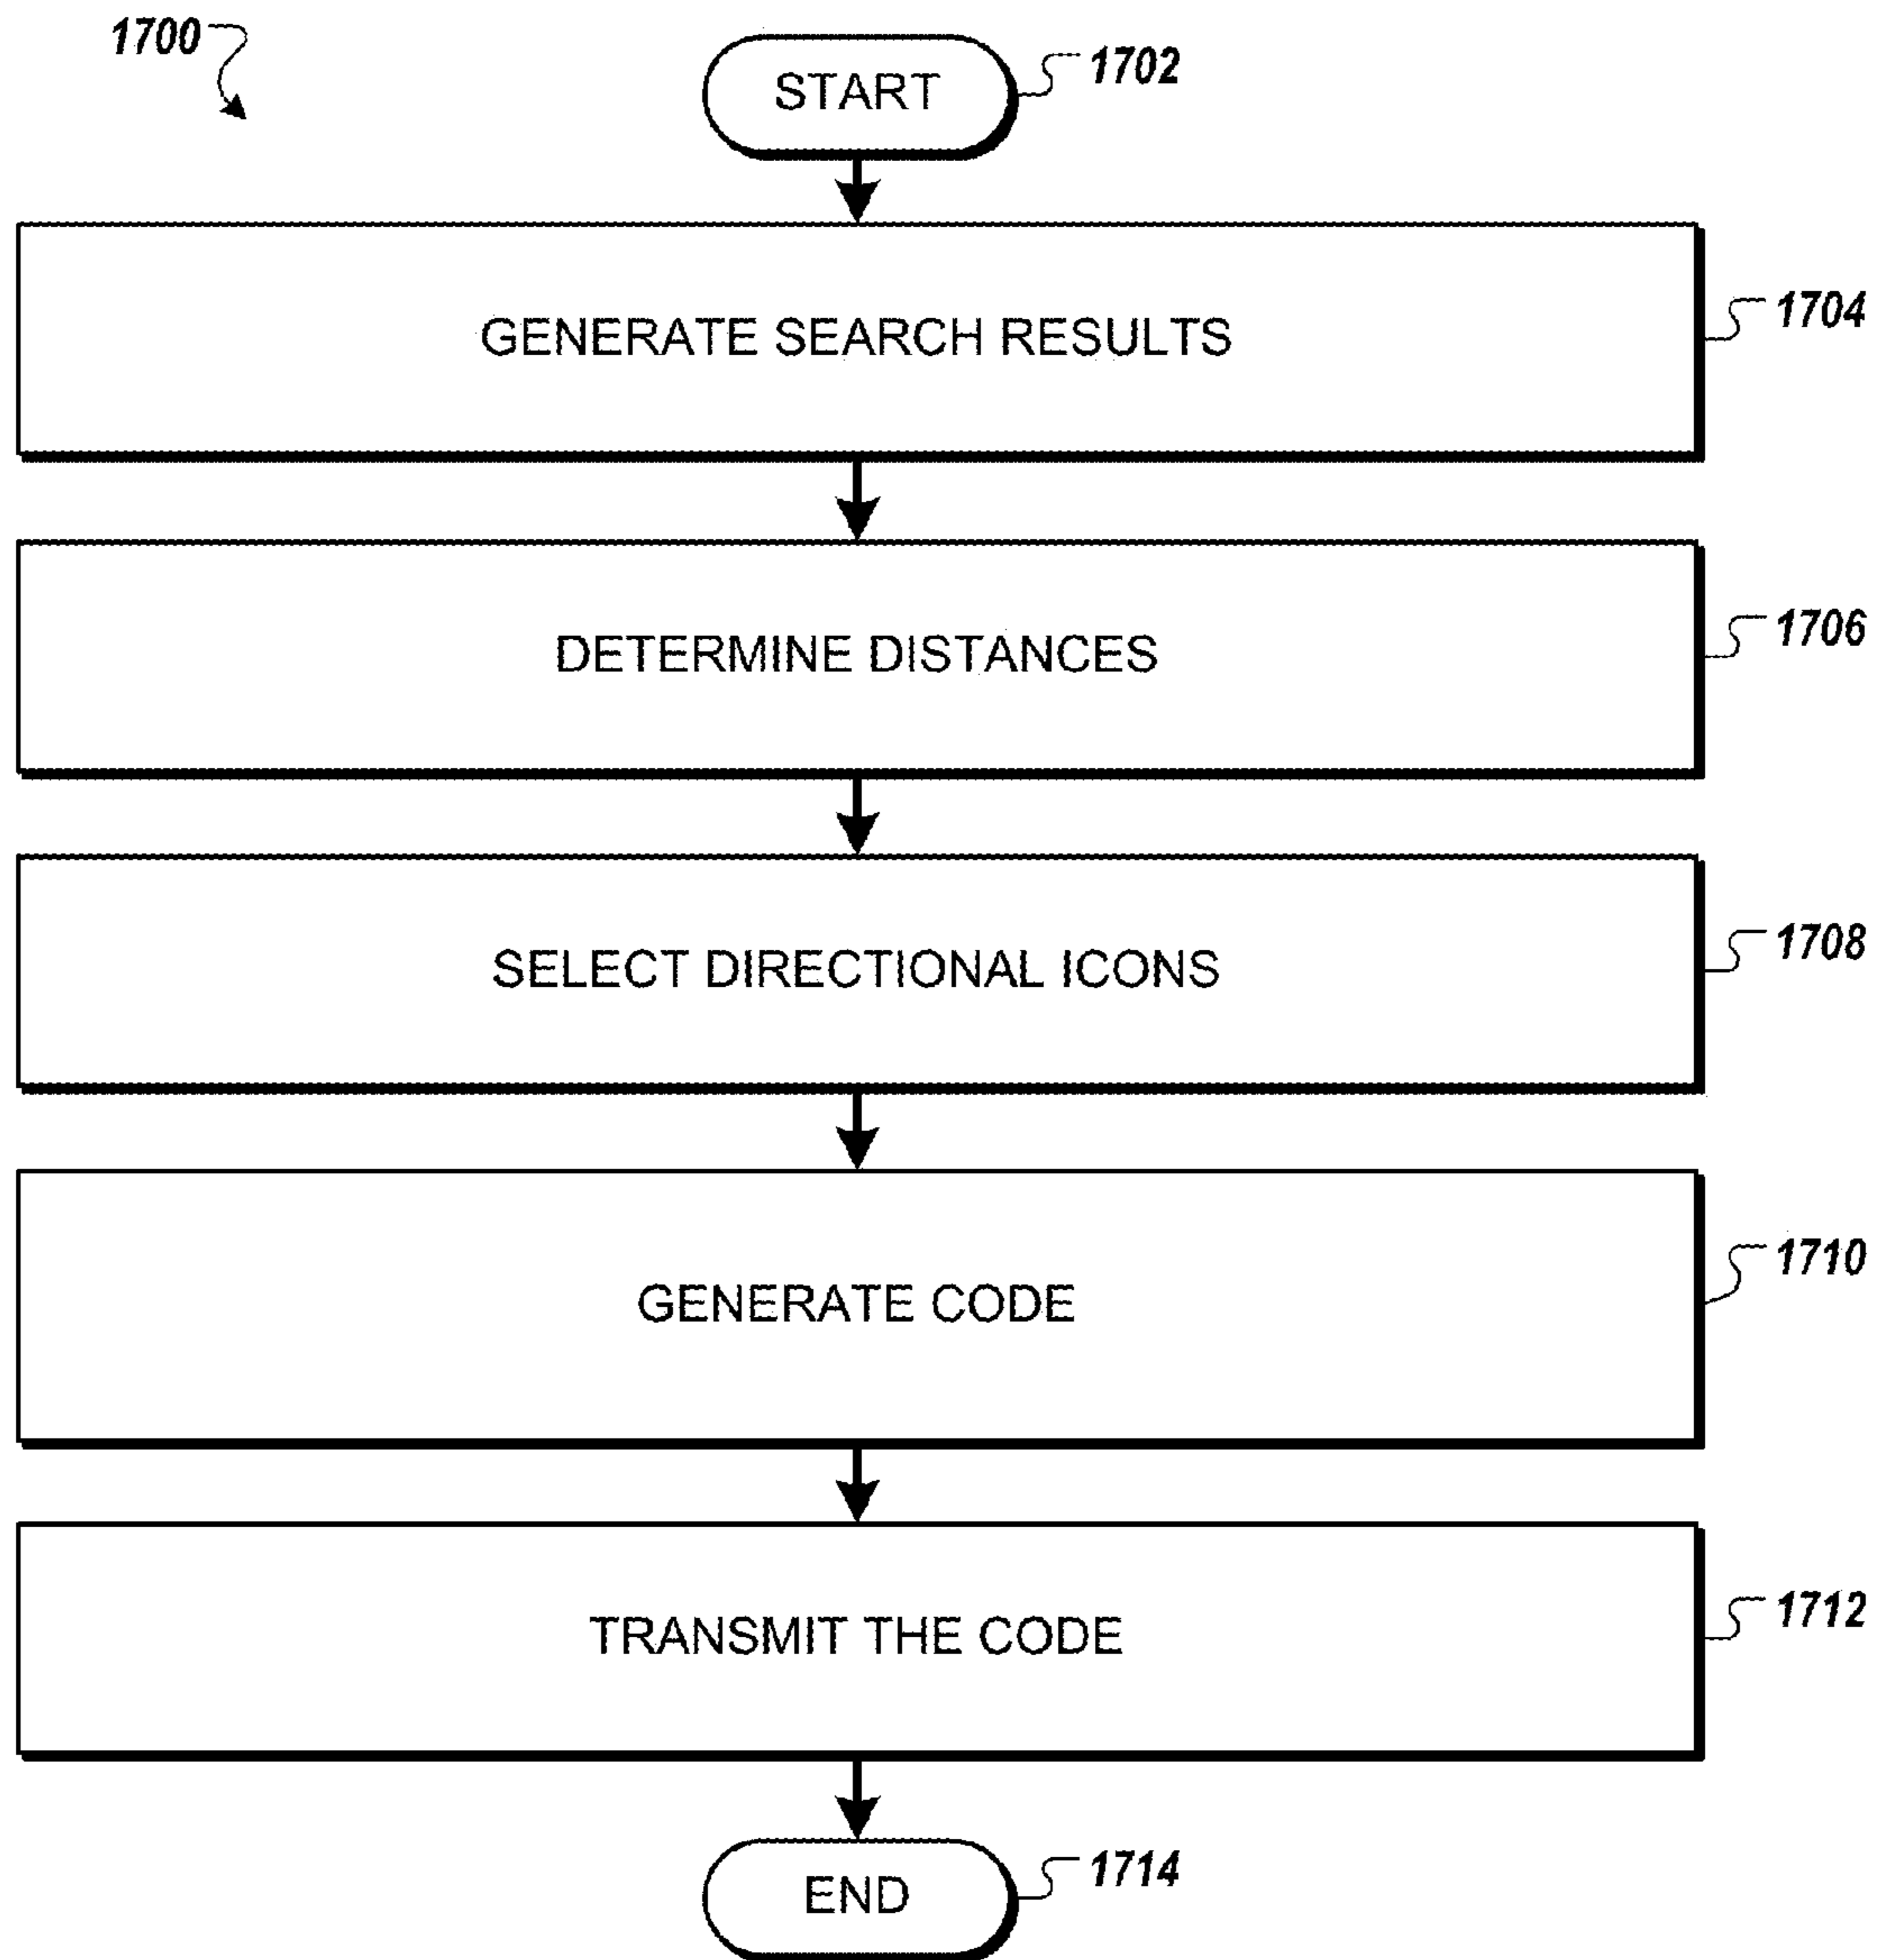 1700
START 1702
GENERATE SEARCH RESULTS 1704
DETERMINE DISTANCES 1706
SELECT DIRECTIONAL ICONS 1708
GENERATE CODE 1710
TRANSMIT THE CODE 1712
END 1714